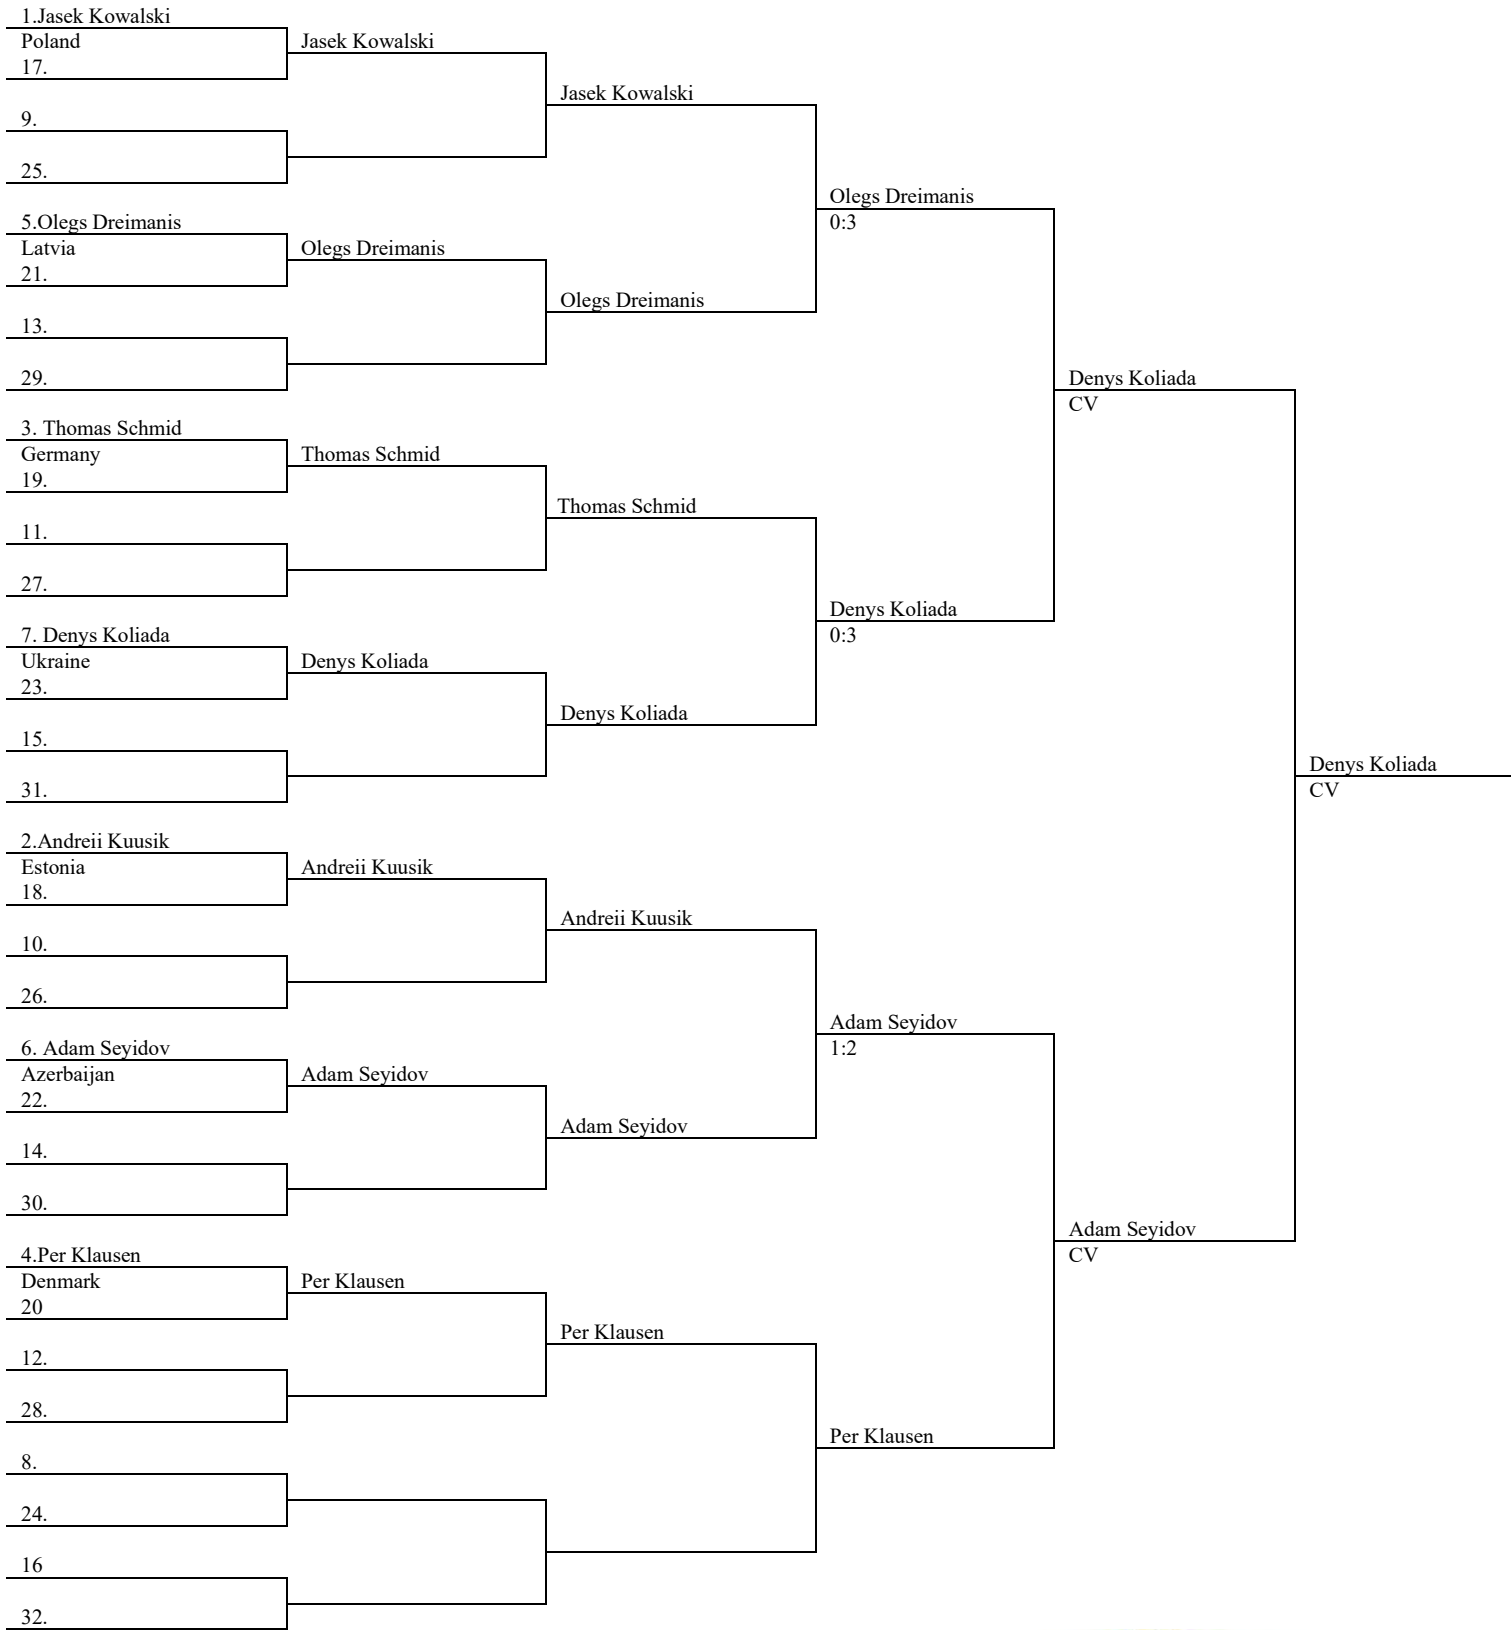 1.Jasek Kowalski
Poland
Jasek Kowalski
17.
Jasek Kowalski
9.
25.
Olegs Dreimanis
0:3
5.Olegs Dreimanis
Latvia
Olegs Dreimanis
21.
Olegs Dreimanis
13.
29.
Denys Koliada
CV
3. Thomas Schmid
Germany
Thomas Schmid
19.
Thomas Schmid
11.
27.
Denys Koliada
0:3
7. Denys Koliada
Ukraine
Denys Koliada
23.
Denys Koliada
15.
31.
Denys Koliada
CV
2.Andreii Kuusik
Estonia
Andreii Kuusik
18.
Andreii Kuusik
10.
26.
Adam Seyidov
1:2
6. Adam Seyidov
Azerbaijan
Adam Seyidov
22.
Adam Seyidov
14.
30.
Adam Seyidov
CV
4.Per Klausen
Denmark
Per Klausen
20
Per Klausen
12.
28.
Per Klausen
8.
24.
16
32.